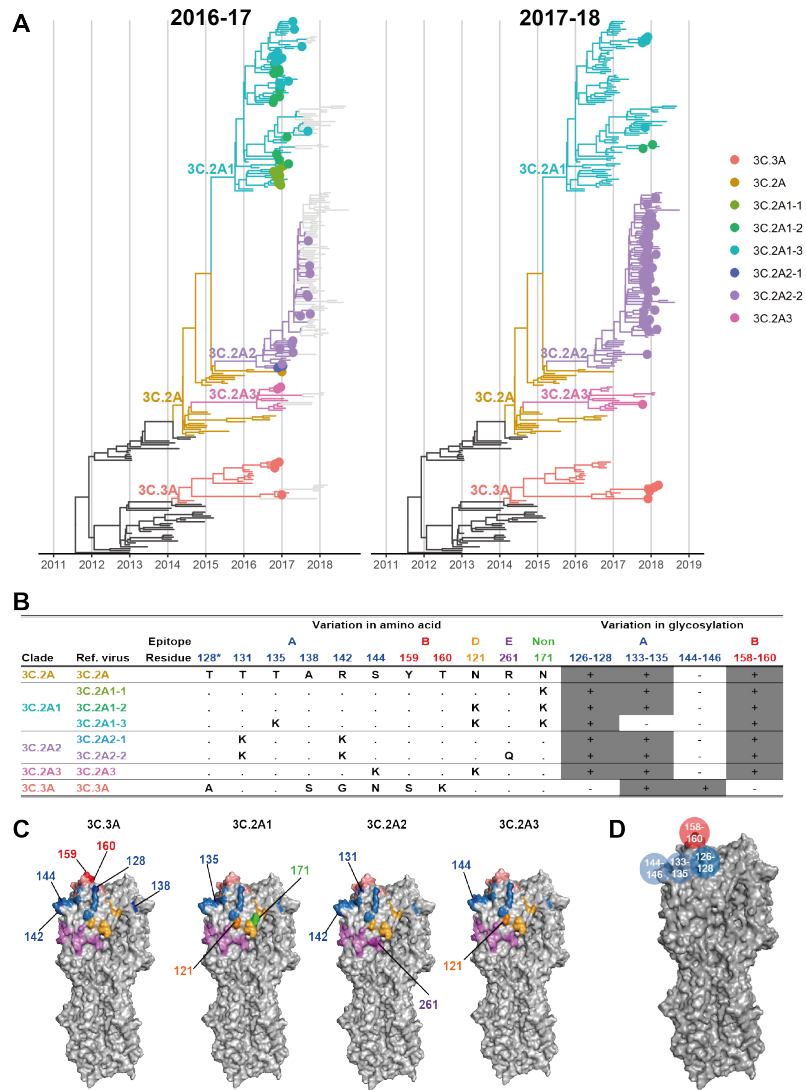 A
2016-17
2017-18
3C.2A1
3C.2A2
3C.2A
3C.2A3
3C.3A
2011 2012 2013 2014 2015 2016 2017 2018
3C.2A1
3C.2A2
3C.2A
3C.2A3
3C.3A
2011 2012 2013 2014 2015 2016 2017 2018 2019
3C.3A
3C.2A
3C.2A1-1
3C.2A1-2
3C.2A1-3
3C.2A2-1
3C.2A2-2
3C.2A3
B
Variation in amino acid Variation in glycosylation
Epitope A B D E Non A B
Clade Ref. virus Residue 128* 131 135 138 142 144 159 160 121 261 171 126-128 133-135 144-146 158-160
3C.2A 3C.2A T T T A R S Y T N R N + + - +
3C.2A1 3C.2A1-1 . . . . . . . . . . K + + - +
3C.2A1-2 . . . . . . . . K . K + + - +
3C.2A1-3 . . K . . . . . K . K + - - +
3C.2A2 3C.2A2-1 . K . . K . . . . . . + + - +
3C.2A2-2 . K . . K . . . . Q . + + - +
3C.2A3 3C.2A3 . . . . . K . . K . . + + - +
3C.3A 3C.3A A . . S G N S K . . . - + + -
C
3C.3A 3C.2A1 3C.2A2 3C.2A3
159 160 128 144 138 142
135 171 121
131 142 261
144 121
D
158-
160
144-
146
133-
135
126-
128